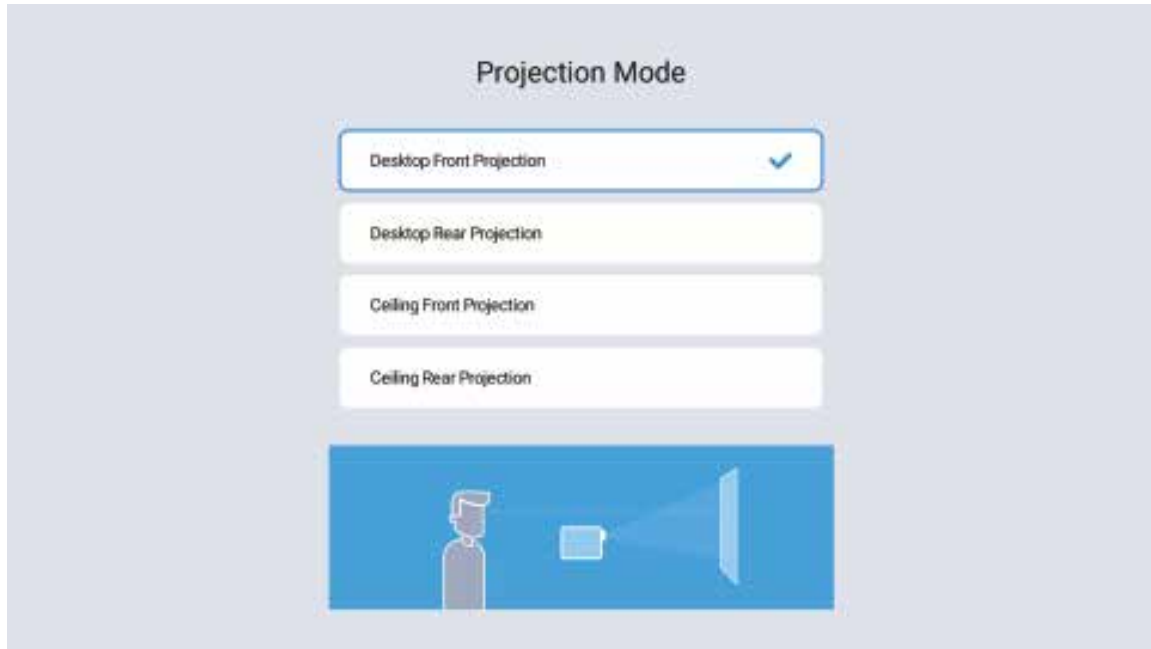 Projection Mode
Desktop Front Projection
Desktop Rear Projection
Ceiling Front Projection
Ceiling Rear Projection